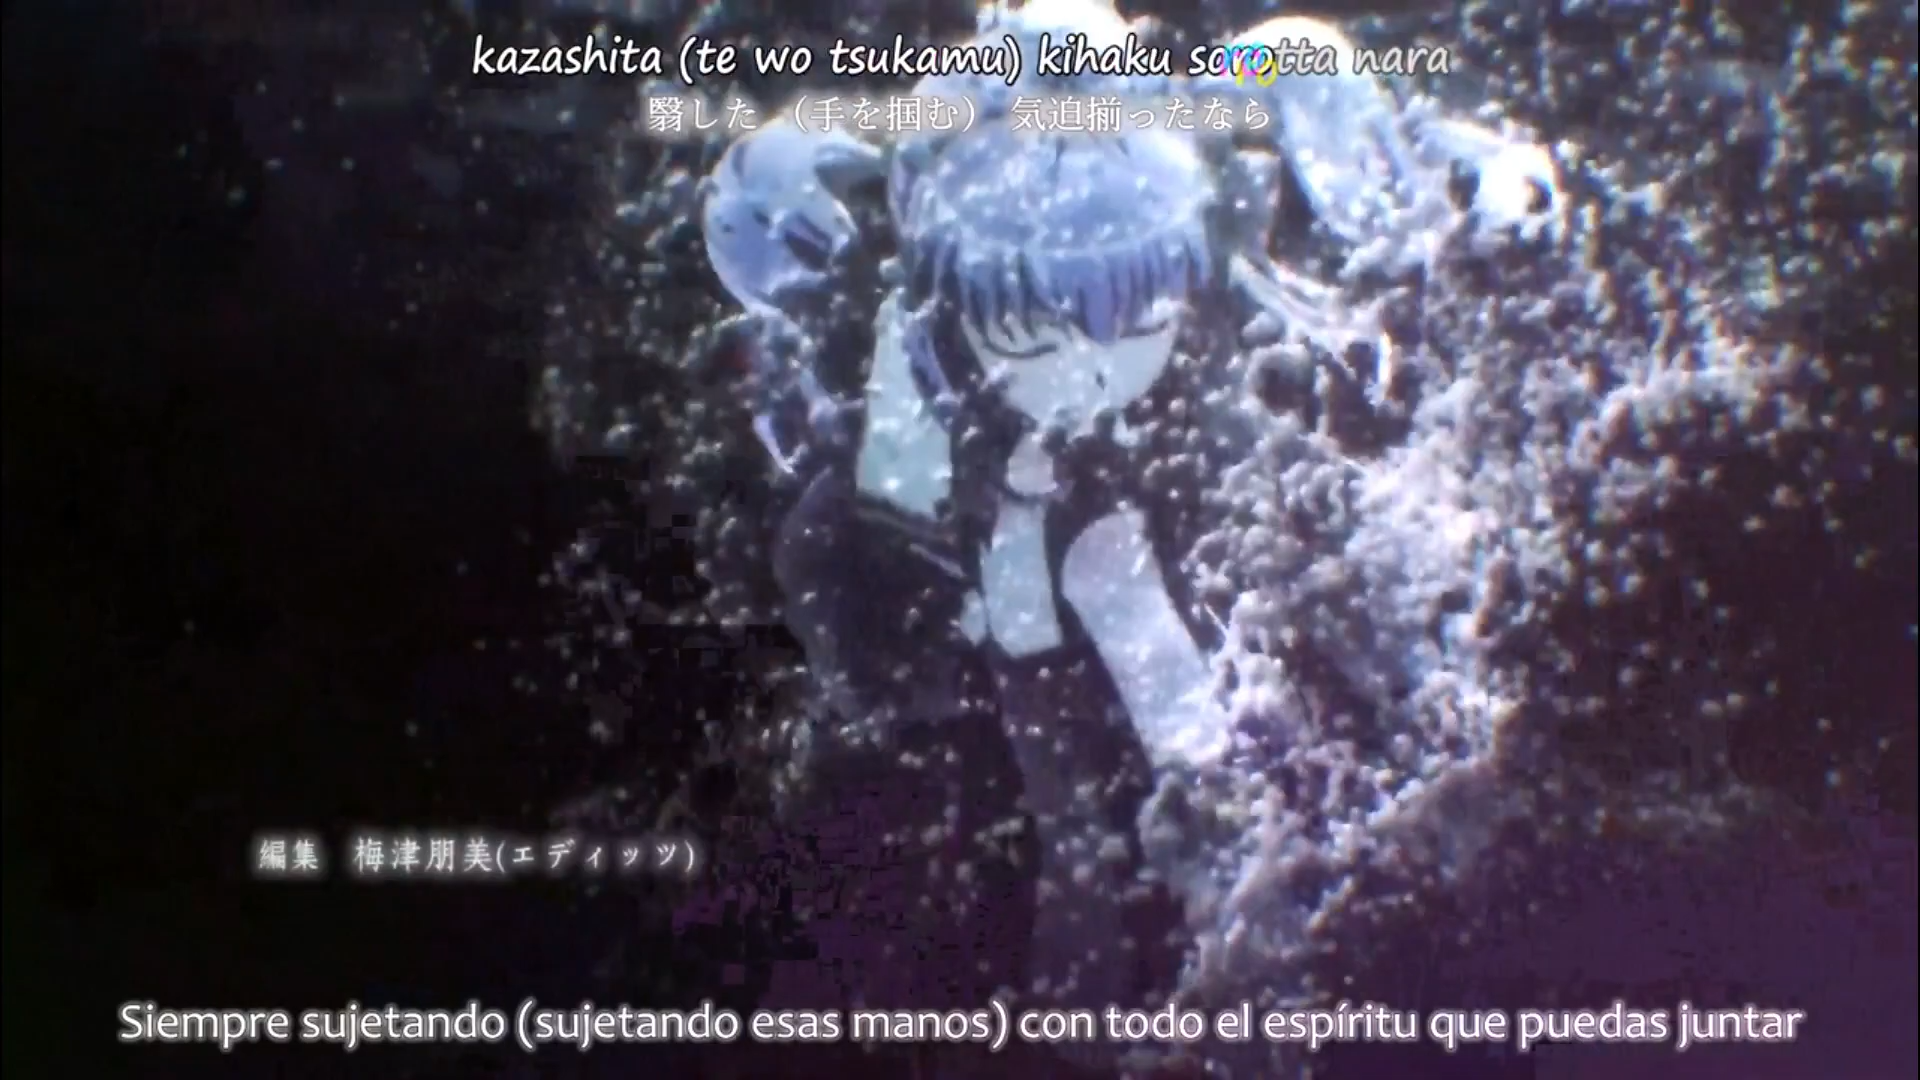 kazashita (te wo tsukamu) kihaku sorotta nara
翳した （手を掴む） 気迫揃ったなら
編集　梅津朋美(エディッツ)
Siempre sujetando (sujetando esas manos) con todo el espíritu que puedas juntar